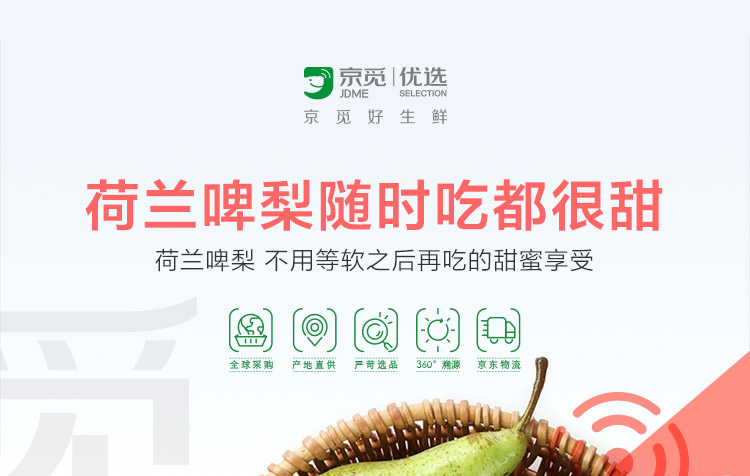 京觅 优选
JDME SELECTION
京觅好生鲜
荷兰啤梨随时吃都很甜
荷兰啤梨 不用等软之后再吃的甜蜜享受
全球采购 产地直供 严苛选品 360°溯源 京东物流
觅